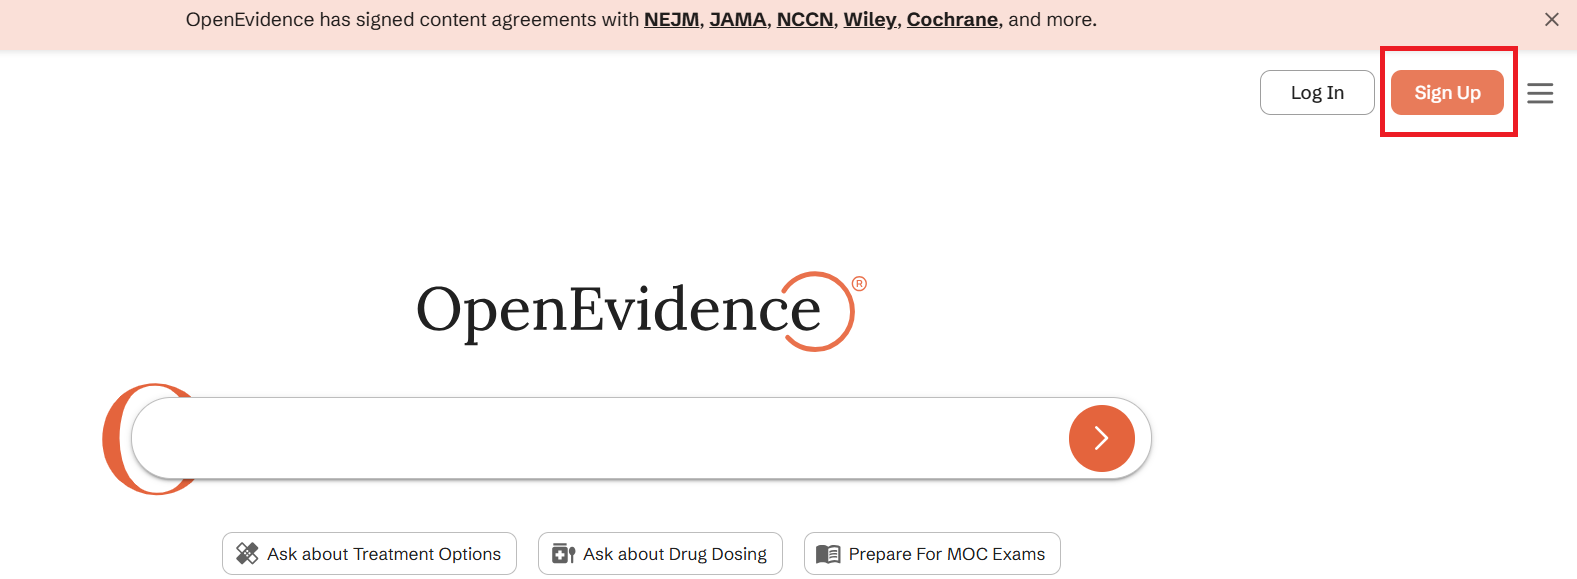 OpenEvidence has signed content agreements with NEJM, JAMA, NCCN, Wiley, Cochrane, and more.
Log In
Sign Up
OpenEvidence®
Ask about Treatment Options
Ask about Drug Dosing
Prepare For MOC Exams